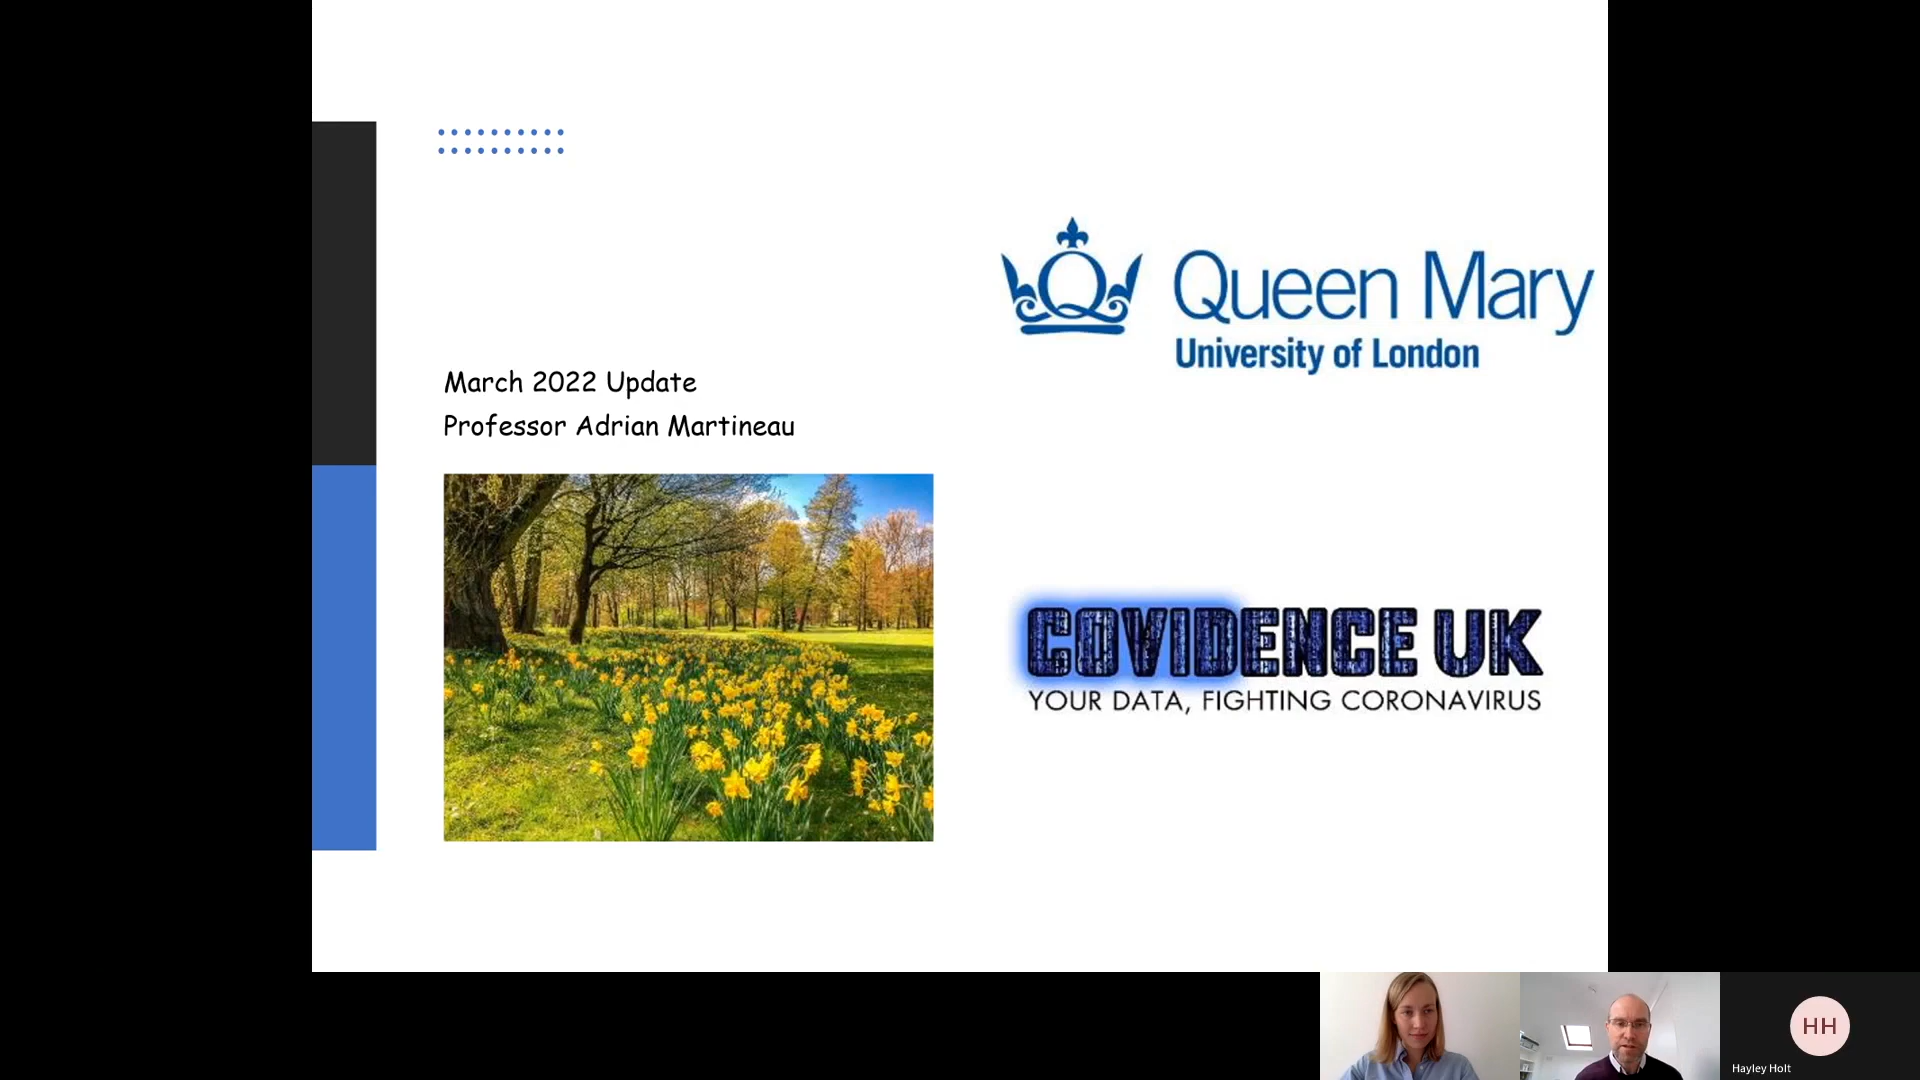 March 2022 Update
Professor Adrian Martineau
Queen Mary
University of London
COVIDENCE UK
YOUR DATA, FIGHTING CORONAVIRUS
HH
Hayley Holt